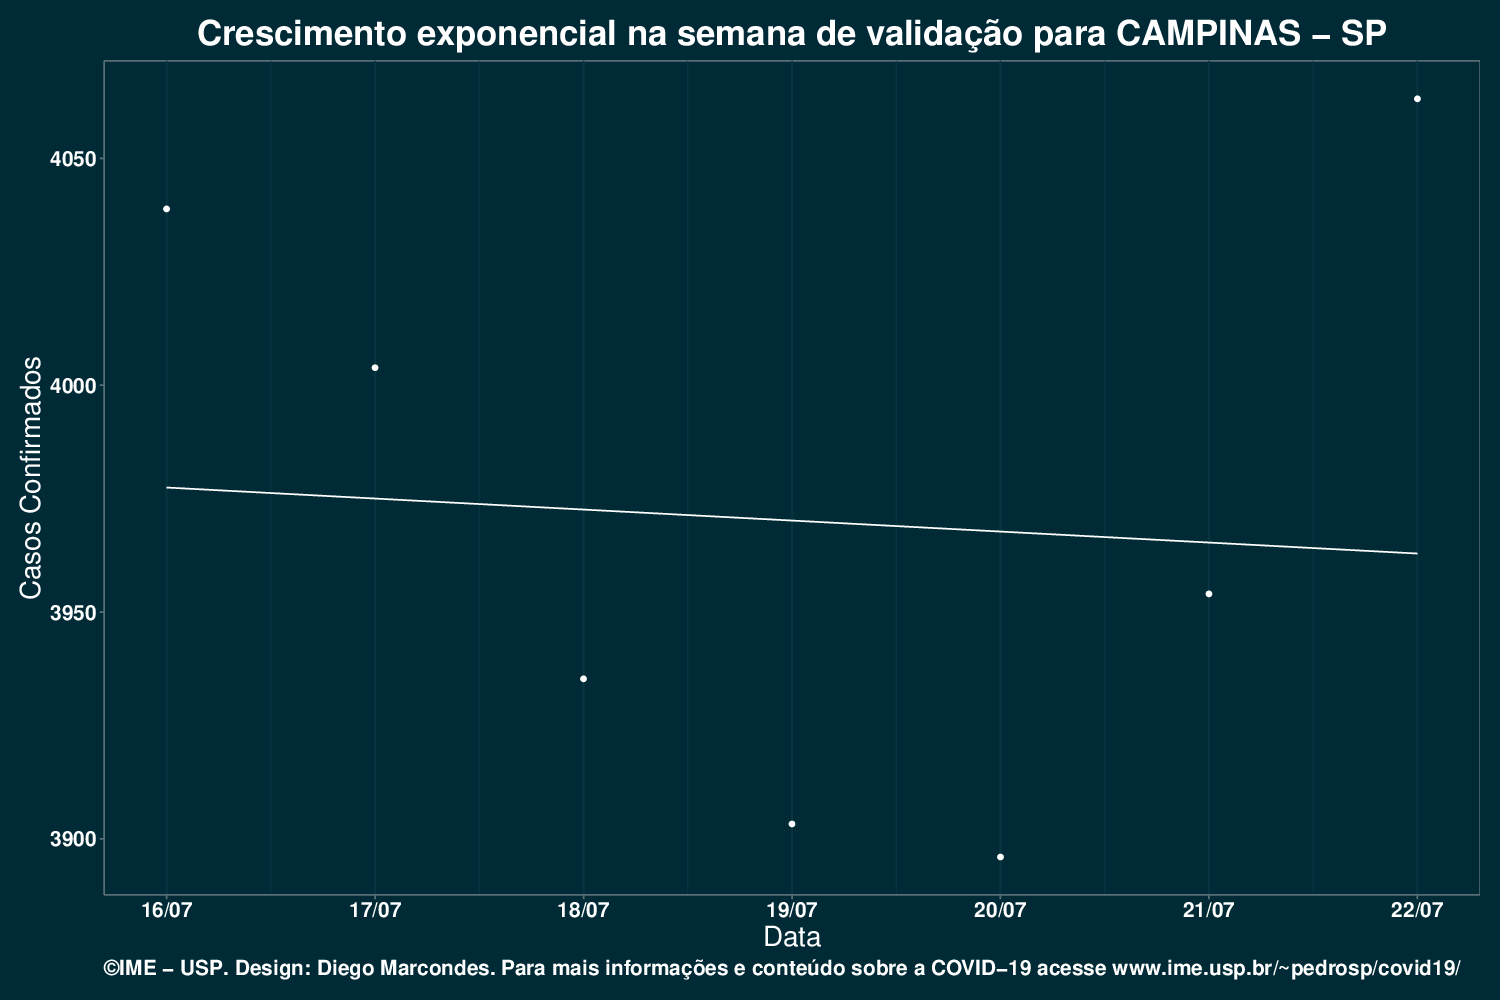 Crescimento exponencial na semana de validação para CAMPINAS – SP
Casos Confirmados
4050
4000
3950
3900
16/07 17/07 18/07 19/07 20/07 21/07 22/07
Data
©IME – USP. Design: Diego Marcondes. Para mais informações e conteúdo sobre a COVID–19 acesse www.ime.usp.br/~pedrosp/covid19/